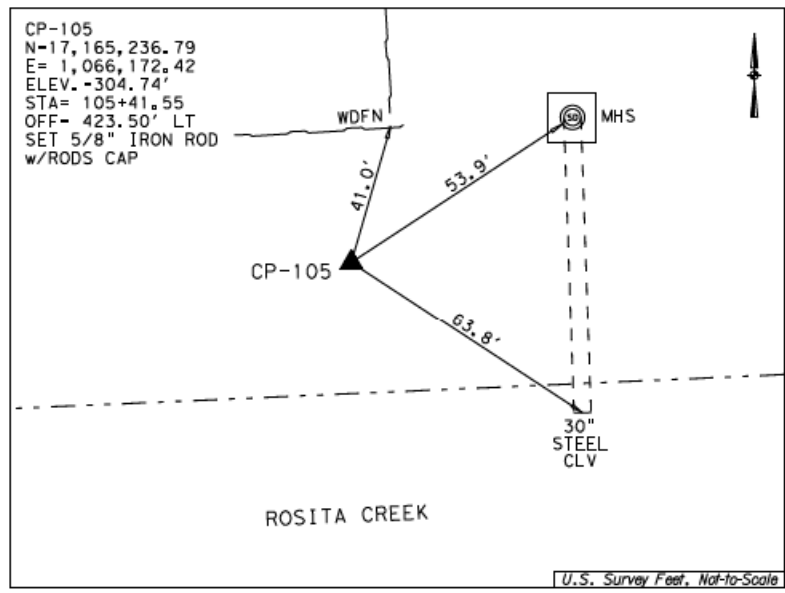 CP-105
N-17,165,236.79
E= 1,066,172.42
ELEV.-304.74'
STA= 105+41.55
OFF- 423.50' LT
SET 5/8" IRON ROD
w/RODS CAP
WDFN
SD
MHS
41.0'
53.9'
CP-105
63.8'
30"
STEEL
CLV
ROSITA CREEK
U.S. Survey Feet, Not-to-Scale